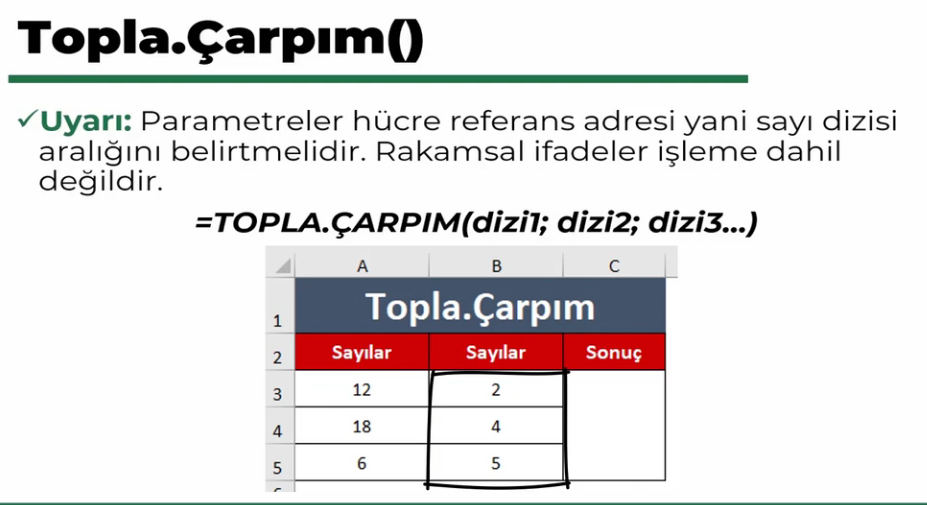 Topla.Çarpım()
✓Uyarı: Parametreler hücre referans adresi yani sayı dizisi
aralığını belirtmelidir. Rakamsal ifadeler işleme dahil
değildir.
=TOPLA.ÇARPIM(dizi1; dizi2; dizi3...)
A B C
1 Topla.Çarpım
2 Sayılar Sayılar Sonuç
3 12 2
4 18 4
5 6 5